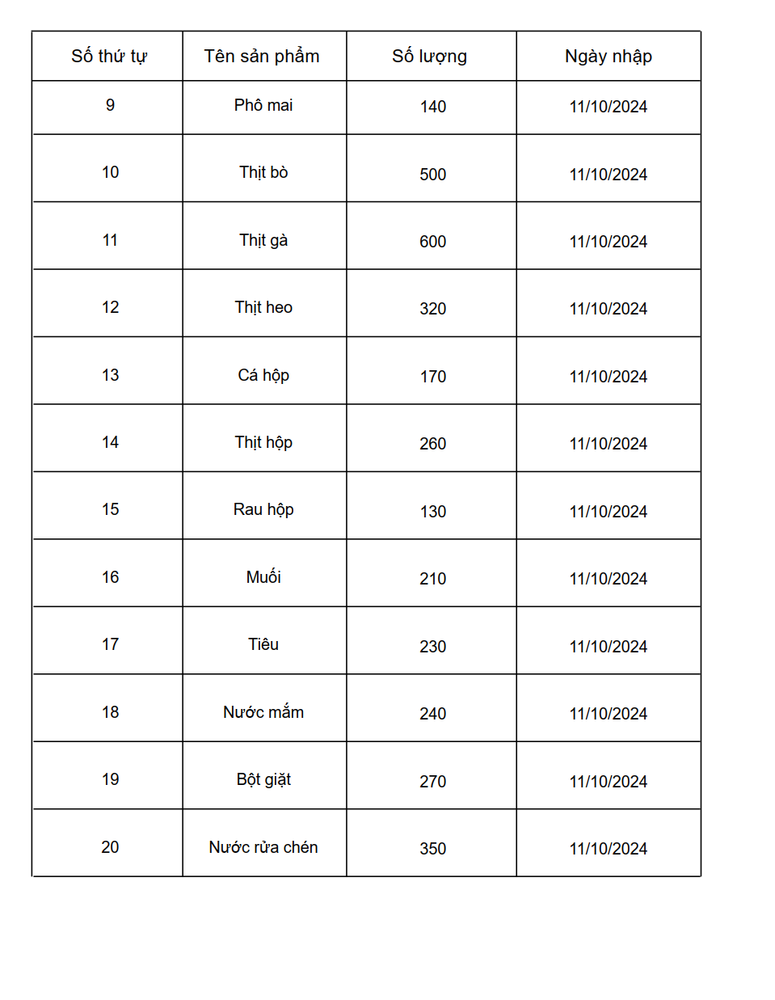 Số thứ tự Tên sản phẩm Số lượng Ngày nhập
9 Phô mai 140 11/10/2024
10 Thịt bò 500 11/10/2024
11 Thịt gà 600 11/10/2024
12 Thịt heo 320 11/10/2024
13 Cá hộp 170 11/10/2024
14 Thịt hộp 260 11/10/2024
15 Rau hộp 130 11/10/2024
16 Muối 210 11/10/2024
17 Tiêu 230 11/10/2024
18 Nước mắm 240 11/10/2024
19 Bột giặt 270 11/10/2024
20 Nước rửa chén 350 11/10/2024